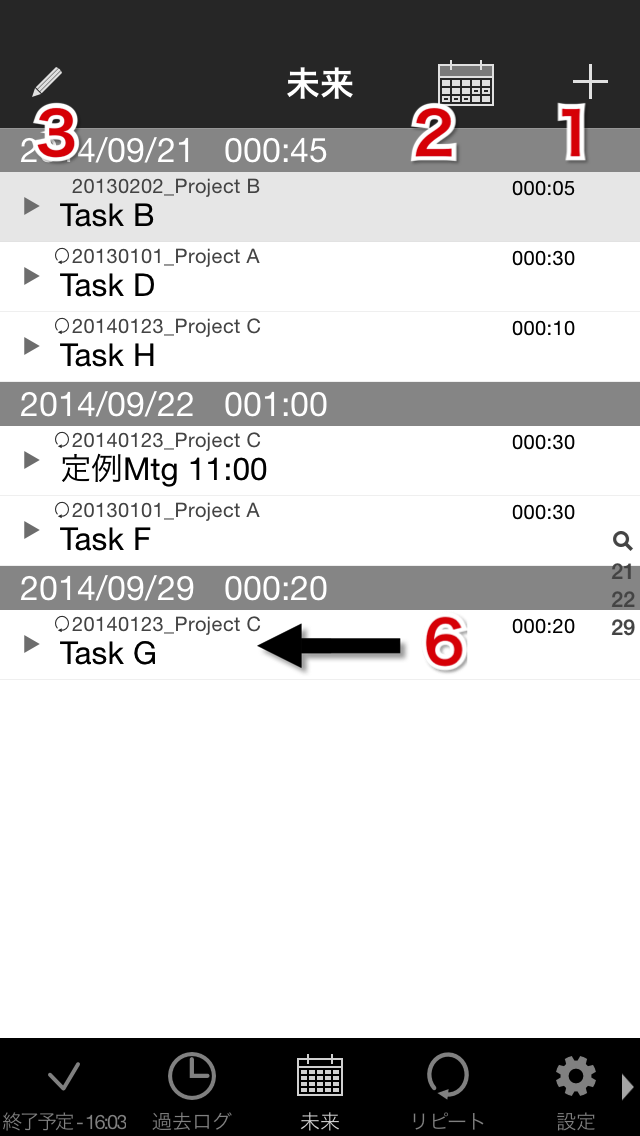 未来
3
2
1
2014/09/21 000:45
20130202_Project B 000:05
Task B
20130101_Project A 000:30
Task D
20140123_Project C 000:10
Task H
2014/09/22 001:00
20140123_Project C 000:30
定例Mtg 11:00
20130101_Project A 000:30
Task F
21
2014/09/29 000:20
22
20140123_Project C 6 000:20
29
Task G
終了予定-16:03 過去ログ 未来 リピート 設定